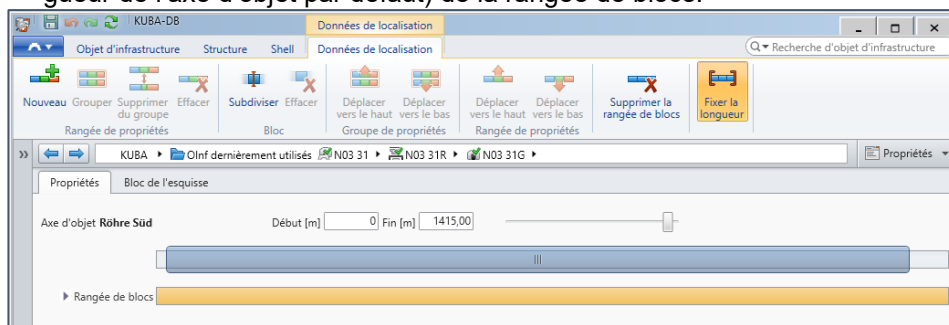 gueur de l'axe d'objet par défaut) de la rangée de blocs.
KUBA-DB
Données de localisation
Objet d'infrastructure Structure Shell Données de localisation
Recherche d'objet d'infrastructure
Nouveau Grouper Supprimer du groupe Effacer
Rangée de propriétés
Subdiviser Effacer
Bloc
Déplacer vers le haut Déplacer vers le bas
Groupe de propriétés
Déplacer vers le haut Déplacer vers le bas
Rangée de propriétés
Supprimer la rangée de blocs
Fixer la longueur
KUBA OInf dernièrement utilisés N03 31 N03 31R N03 31G
Propriétés
Propriétés Bloc de l'esquisse
Axe d'objet Röhre Süd Début [m] 0 Fin [m] 1415,00
Rangée de blocs